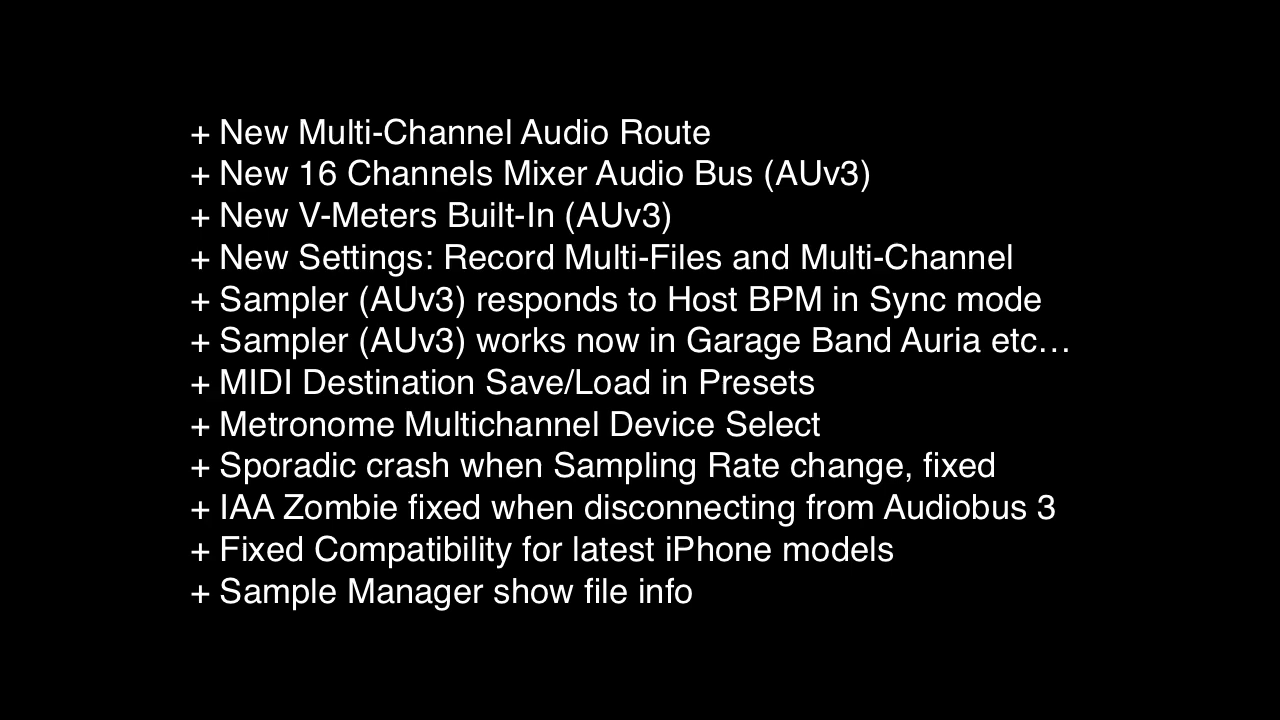 + New Multi-Channel Audio Route
+ New 16 Channels Mixer Audio Bus (AUv3)
+ New V-Meters Built-In (AUv3)
+ New Settings: Record Multi-Files and Multi-Channel
+ Sampler (AUv3) responds to Host BPM in Sync mode
+ Sampler (AUv3) works now in Garage Band Auria etc…
+ MIDI Destination Save/Load in Presets
+ Metronome Multichannel Device Select
+ Sporadic crash when Sampling Rate change, fixed
+ IAA Zombie fixed when disconnecting from Audiobus 3
+ Fixed Compatibility for latest iPhone models
+ Sample Manager show file info